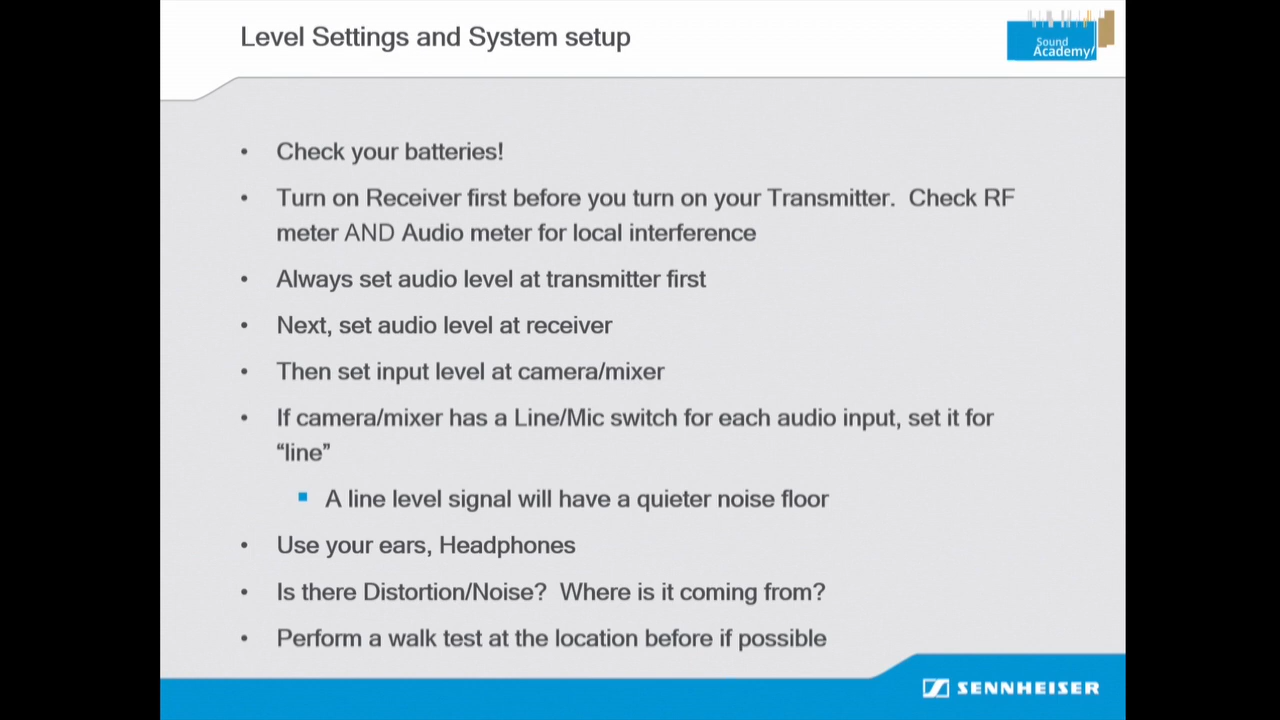 Level Settings and System setup
Sound
Academy/
• Check your batteries!
• Turn on Receiver first before you turn on your Transmitter.  Check RF
meter AND Audio meter for local interference
• Always set audio level at transmitter first
• Next, set audio level at receiver
• Then set input level at camera/mixer
• If camera/mixer has a Line/Mic switch for each audio input, set it for
“line”
▪ A line level signal will have a quieter noise floor
• Use your ears, Headphones
• Is there Distortion/Noise?  Where is it coming from?
• Perform a walk test at the location before if possible
SENNHEISER